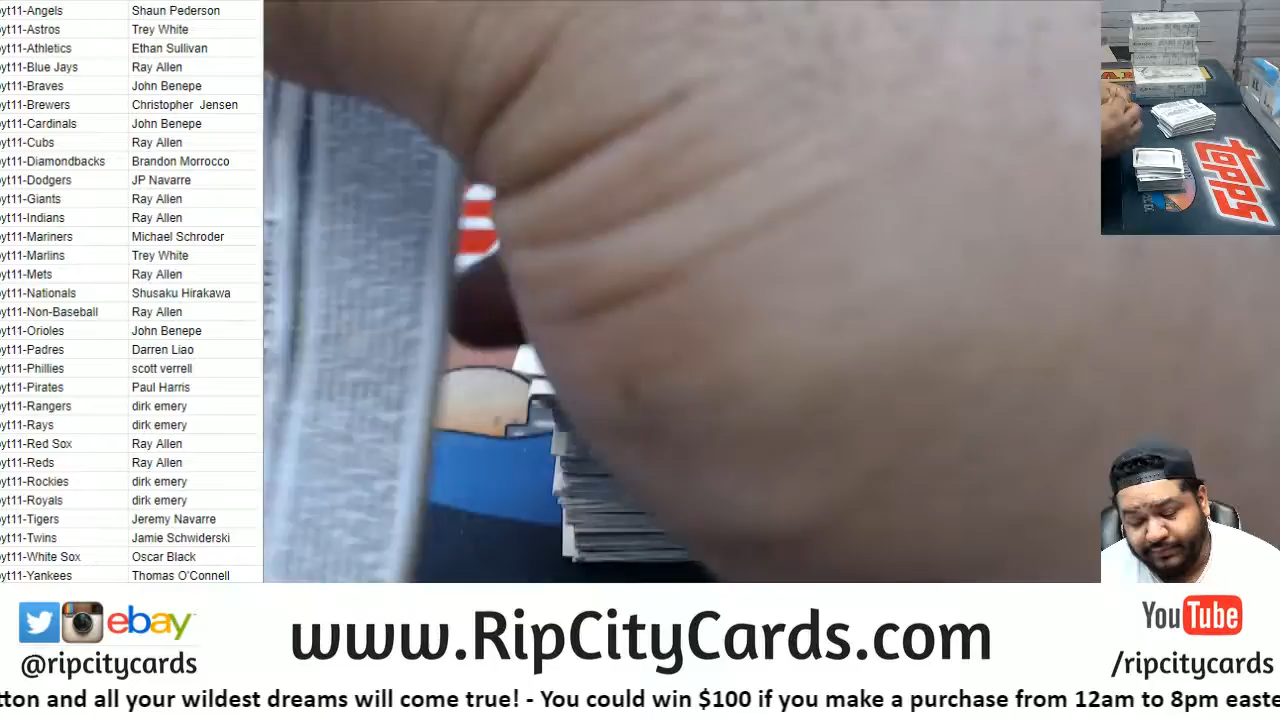 yt11-Angels Shaun Pederson
yt11-Astros Trey White
yt11-Athletics Ethan Sullivan
yt11-Blue Jays Ray Allen
yt11-Braves John Benepe
yt11-Brewers Christopher Jensen
yt11-Cardinals John Benepe
yt11-Cubs Ray Allen
yt11-Diamondbacks Brandon Morrocco
yt11-Dodgers JP Navarre
yt11-Giants Ray Allen
yt11-Indians Ray Allen
yt11-Mariners Michael Schroder
yt11-Marlins Trey White
yt11-Mets Ray Allen
yt11-Nationals Shusaku Hirakawa
yt11-Non-Baseball Ray Allen
yt11-Orioles John Benepe
yt11-Padres Darren Liao
yt11-Phillies scott verrell
yt11-Pirates Paul Harris
yt11-Rangers dirk emery
yt11-Rays dirk emery
yt11-Red Sox Ray Allen
yt11-Reds Ray Allen
yt11-Rockies dirk emery
yt11-Royals dirk emery
yt11-Tigers Jeremy Navarre
yt11-Twins Jamie Schwiderski
yt11-White Sox Oscar Black
yt11-Yankees Thomas O'Connell
topps
ebay
@ripcitycards
www.RipCityCards.com
YouTube
/ripcitycards
tton and all your wildest dreams will come true! - You could win $100 if you make a purchase from 12am to 8pm easte